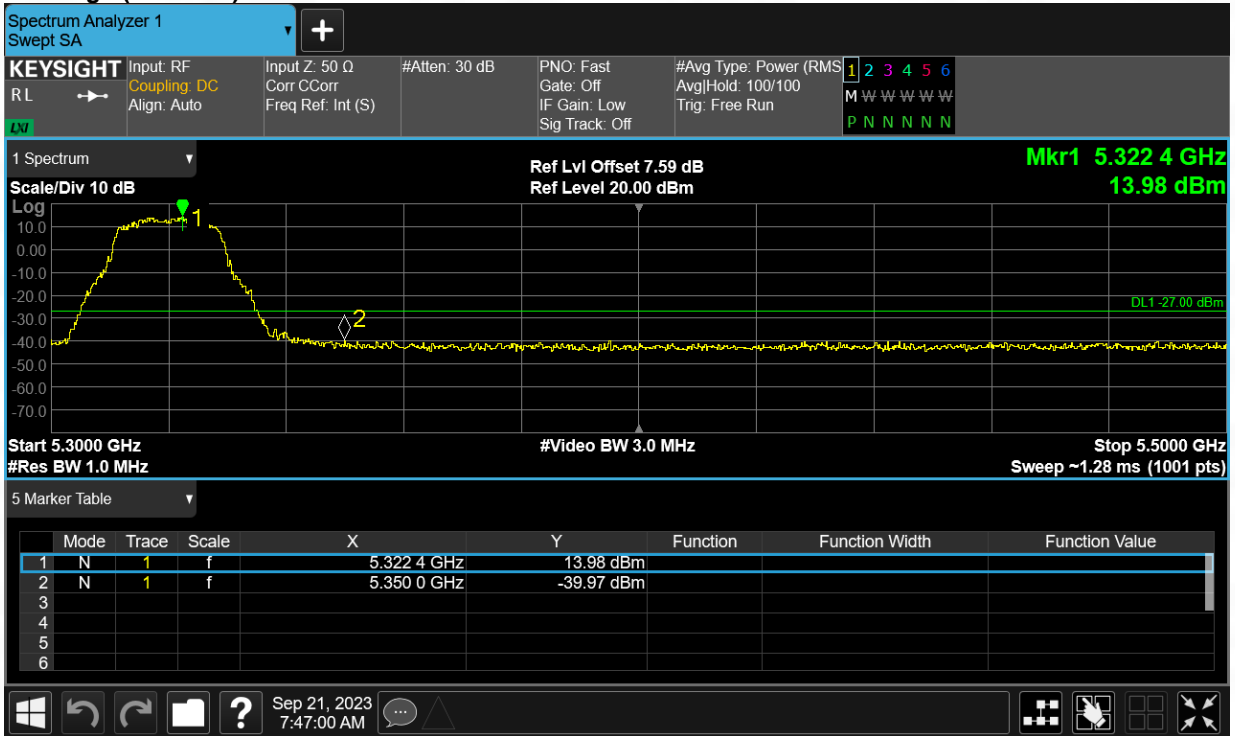 Spectrum Analyzer 1
Swept SA
+
KEYSIGHT
R L
LXI
Input: RF
Coupling: DC
Align: Auto
Input Z: 50 Ω
Corr CCorr
Freq Ref: Int (S)
#Atten: 30 dB
PNO: Fast
Gate: Off
IF Gain: Low
Sig Track: Off
#Avg Type: Power (RMS
Avg|Hold: 100/100
Trig: Free Run
1 2 3 4 5 6
M W W W W W
P N N N N N
1 Spectrum
Scale/Div 10 dB
Ref Lvl Offset 7.59 dB
Ref Level 20.00 dBm
Mkr1 5.322 4 GHz
13.98 dBm
Log
10.0
0.00
-10.0
-20.0
-30.0
-40.0
-50.0
-60.0
-70.0
1
2
DL1 -27.00 dBm
Start 5.3000 GHz
#Res BW 1.0 MHz
#Video BW 3.0 MHz
Stop 5.5000 GHz
Sweep ~1.28 ms (1001 pts)
5 Marker Table
Mode Trace Scale X Y Function Function Width Function Value
1 N 1 f 5.322 4 GHz 13.98 dBm
2 N 1 f 5.350 0 GHz -39.97 dBm
3
4
5
6
?
Sep 21, 2023
7:47:00 AM